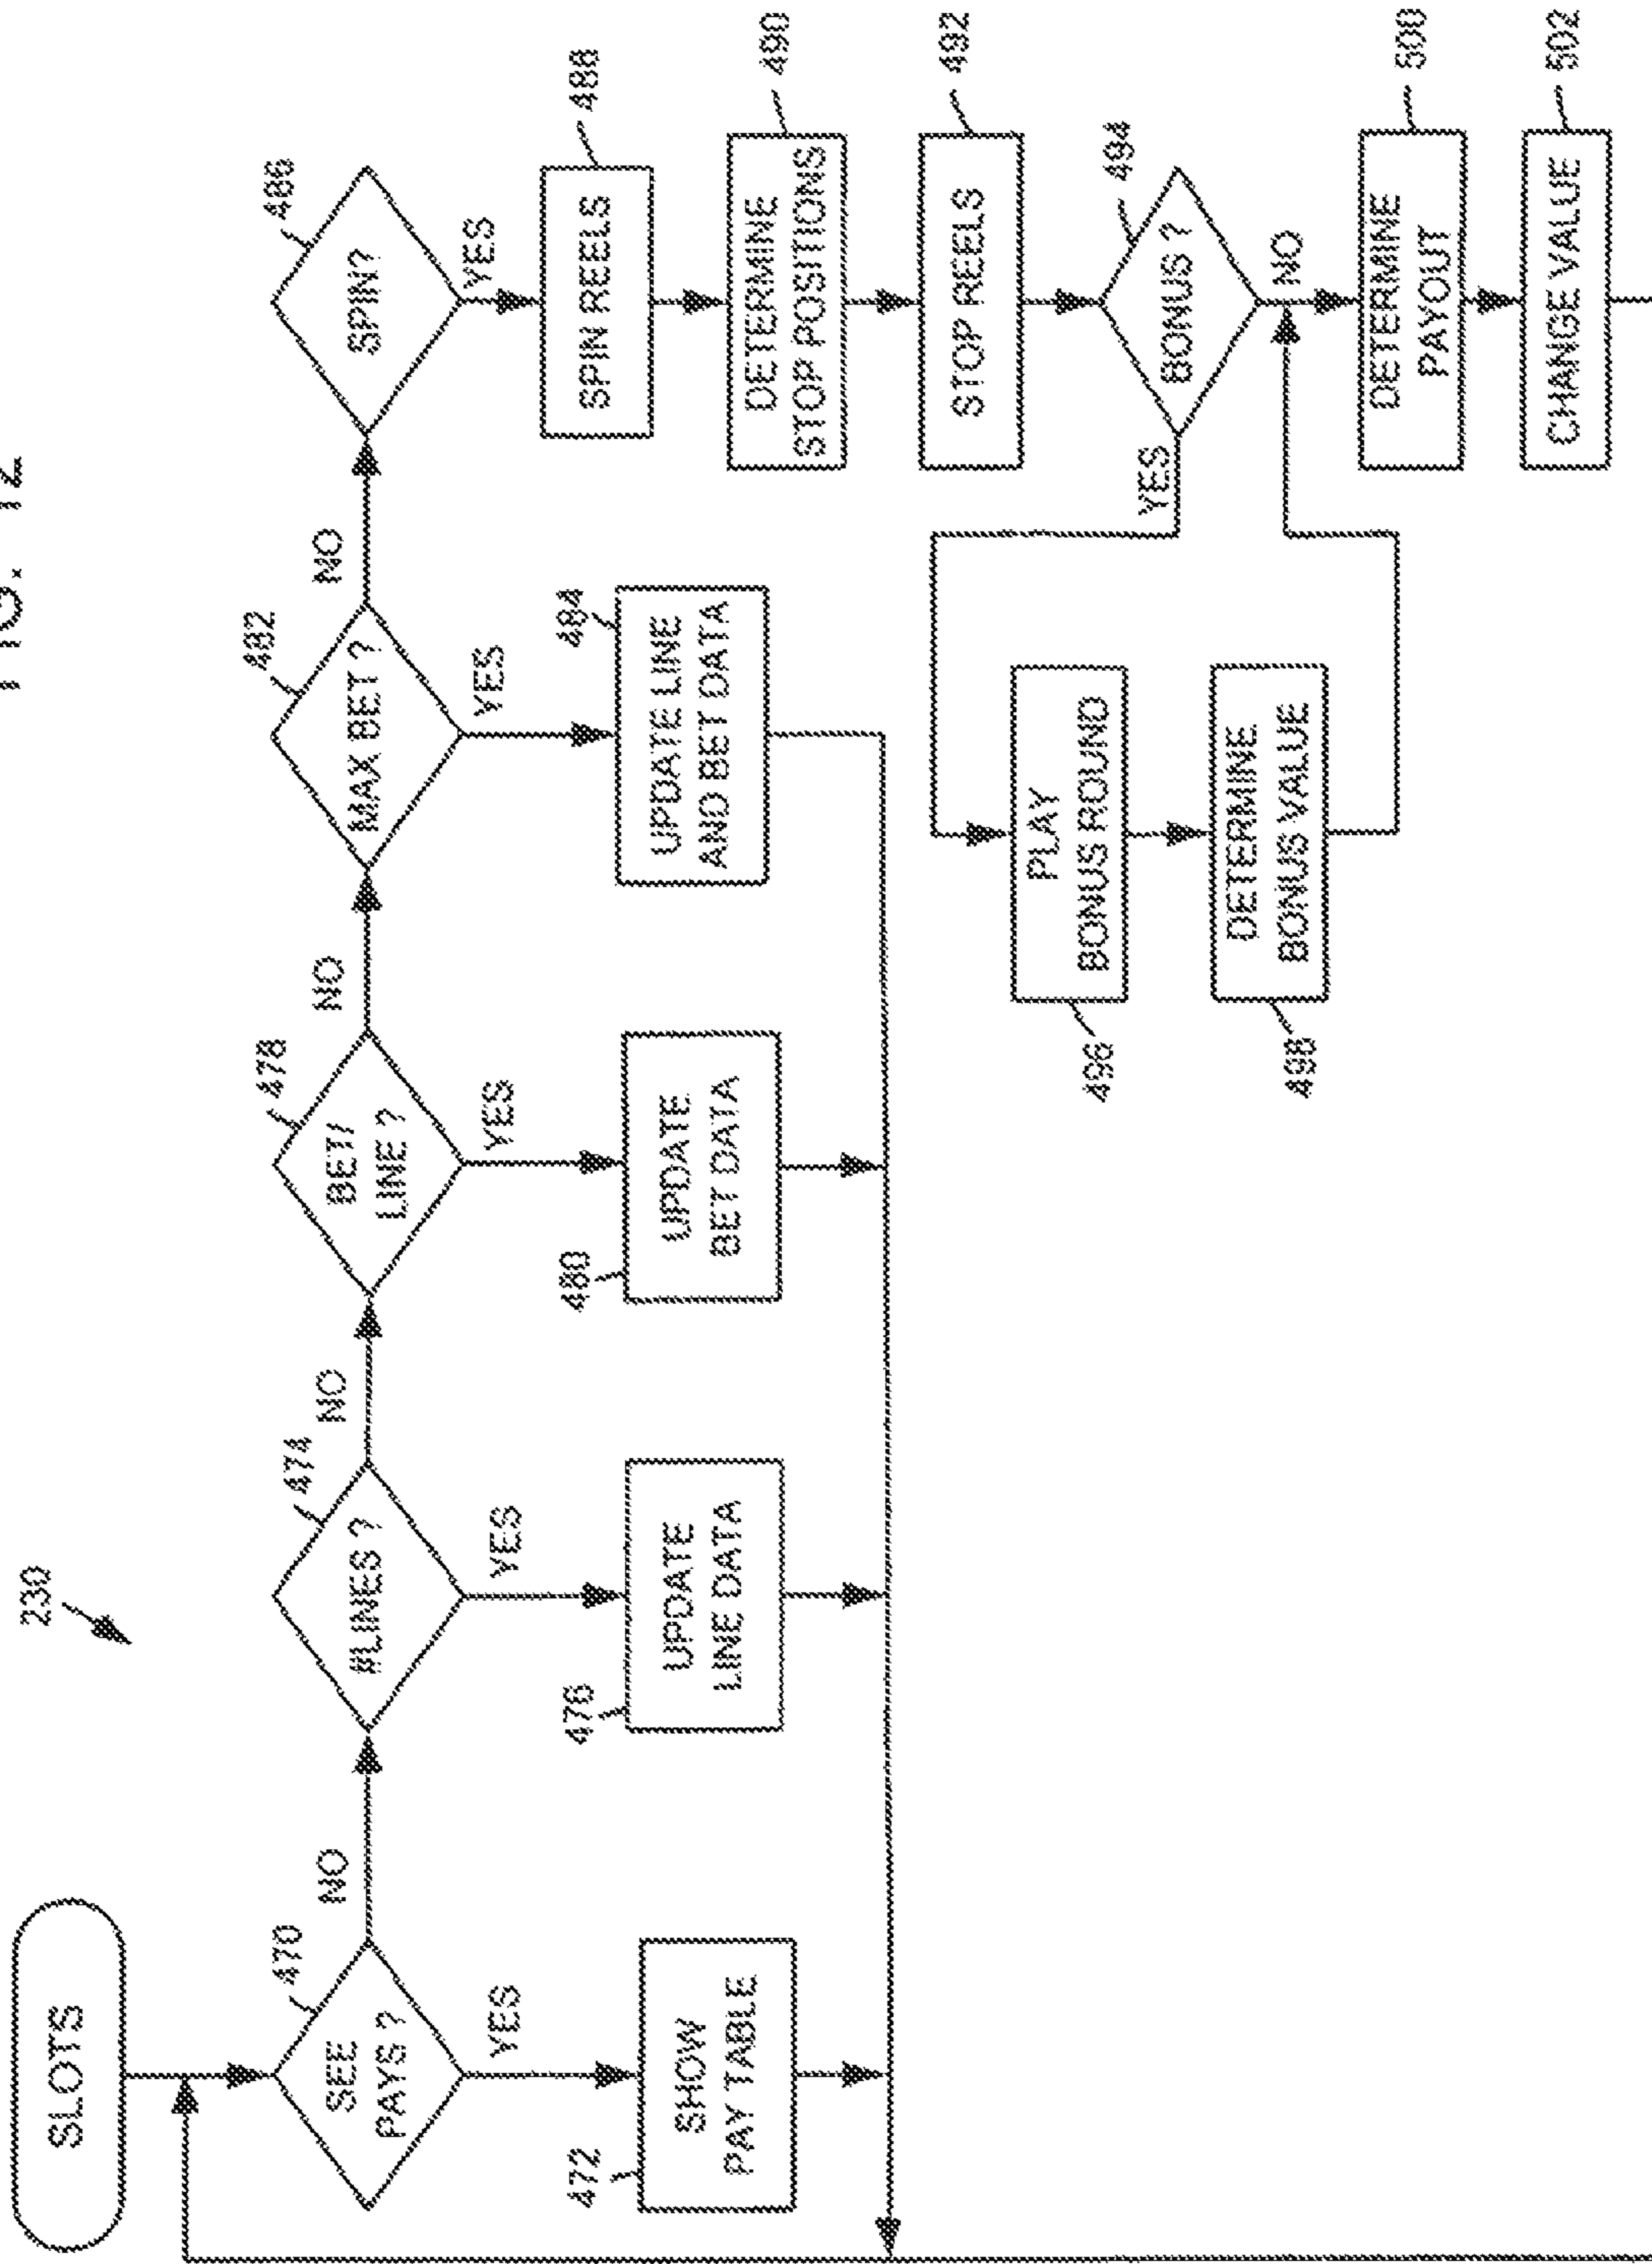 FIG. 12
230
SLOTS
470
SEE
PAYS ?
NO
YES
472
SHOW
PAY TABLE
474
#LINES ?
NO
YES
476
UPDATE
LINE DATA
478
BET/
LINE ?
NO
YES
480
UPDATE
BET DATA
482
MAX BET ?
NO
YES
484
UPDATE LINE
AND BET DATA
486
SPIN?
YES
488
SPIN REELS
490
DETERMINE
STOP POSITIONS
492
STOP REELS
494
BONUS ?
YES
NO
496
PLAY
BONUS ROUND
498
DETERMINE
BONUS VALUE
500
DETERMINE
PAYOUT
502
CHANGE VALUE